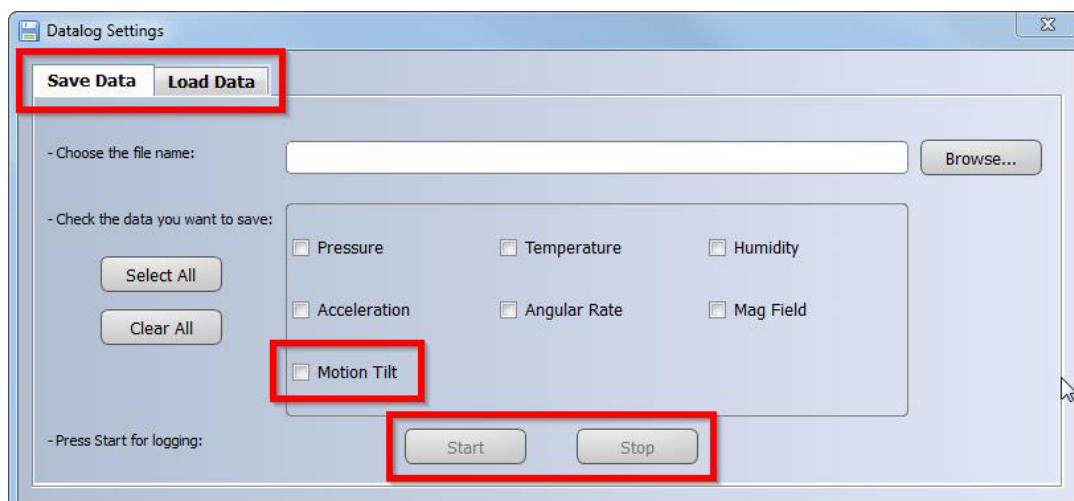 Datalog Settings
Save Data Load Data
- Choose the file name: Browse...
- Check the data you want to save:
Pressure Temperature Humidity
Select All
Acceleration Angular Rate Mag Field
Clear All
Motion Tilt
- Press Start for logging: Start Stop